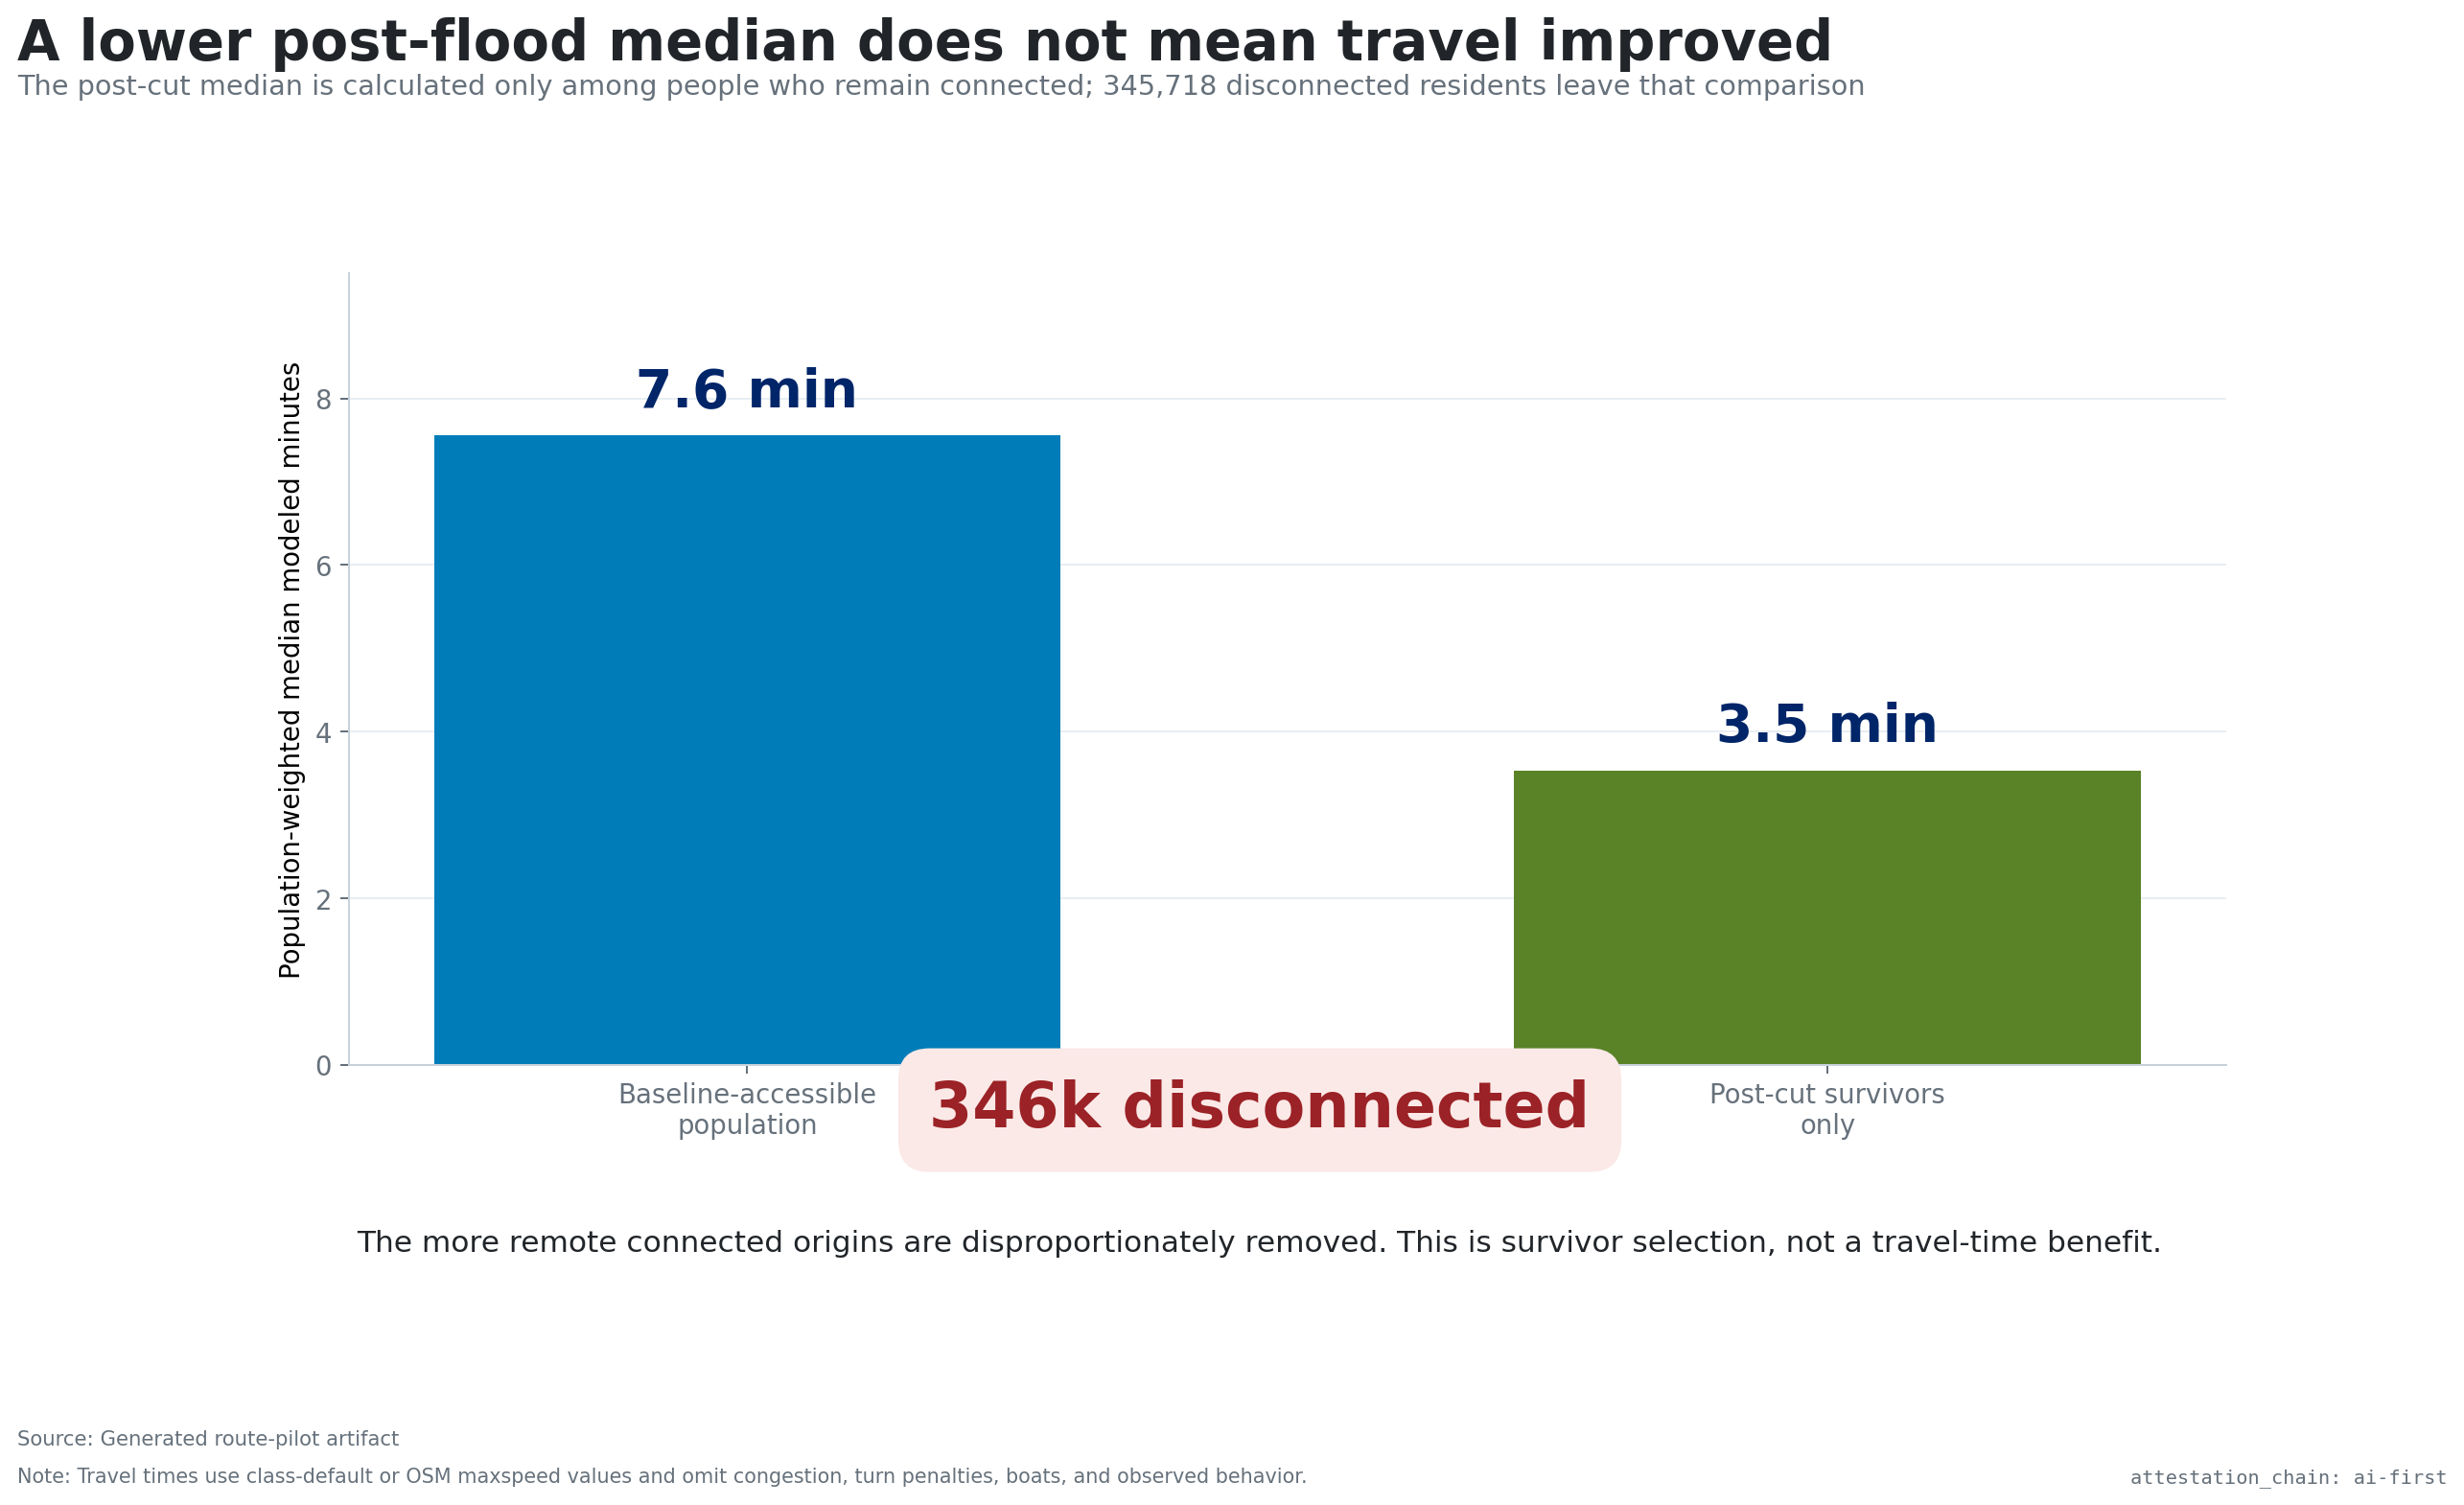 A lower post-flood median does not mean travel improved
The post-cut median is calculated only among people who remain connected; 345,718 disconnected residents leave that comparison
Population-weighted median modeled minutes
8
6
4
2
0
7.6 min
3.5 min
Baseline-accessible
population
346k disconnected
Post-cut survivors
only
The more remote connected origins are disproportionately removed. This is survivor selection, not a travel-time benefit.
Source: Generated route-pilot artifact
Note: Travel times use class-default or OSM maxspeed values and omit congestion, turn penalties, boats, and observed behavior.
attestation_chain: ai-first